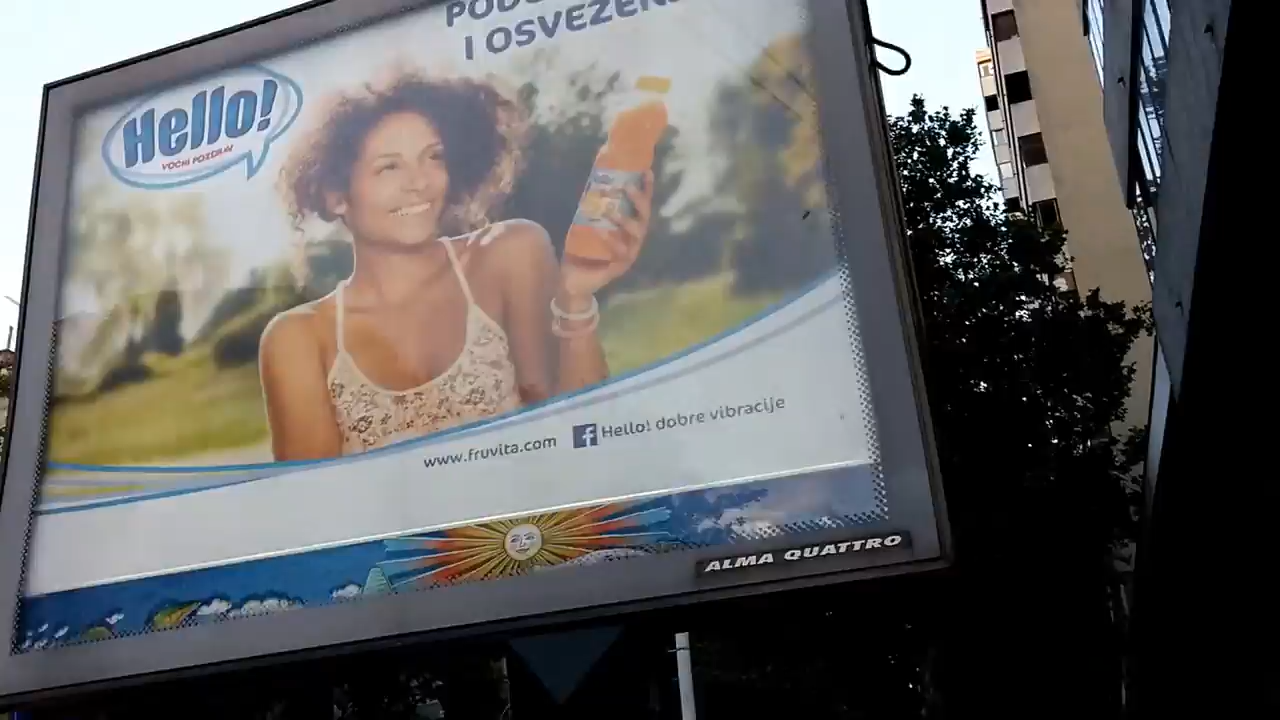 I OSVEŽEN
Hello!
VOĆNI POZDRAV
www.fruvita.com
Hello! dobre vibracije
ALMA QUATTRO